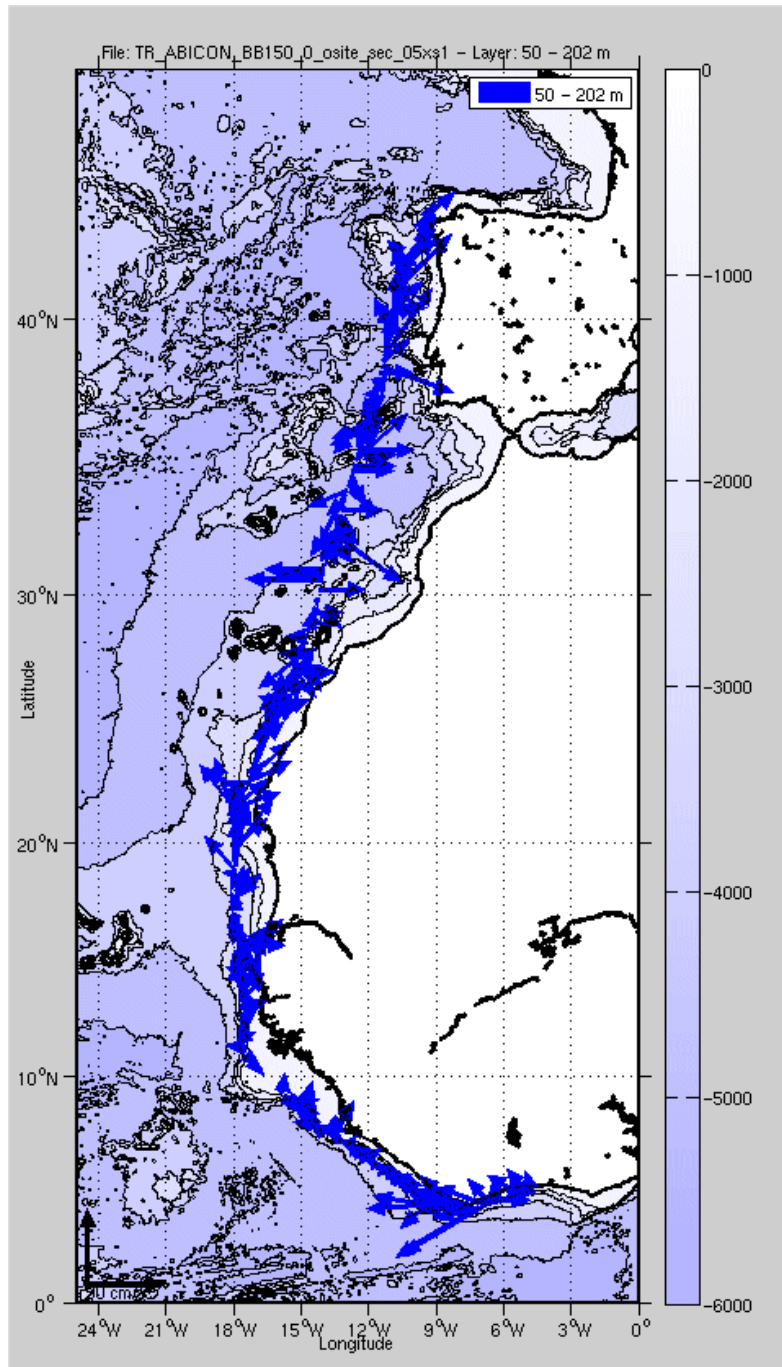 File: TR_ABICON_BB150_0_osite_sec_05xs1 – Layer: 50 – 202 m
50 – 202 m
0
-1000
-2000
-3000
-4000
-5000
-6000
40°N
30°N
20°N
10°N
0°
Latitude
cm
24°W 21°W 18°W 15°W 12°W 9°W 6°W 3°W 0°
Longitude